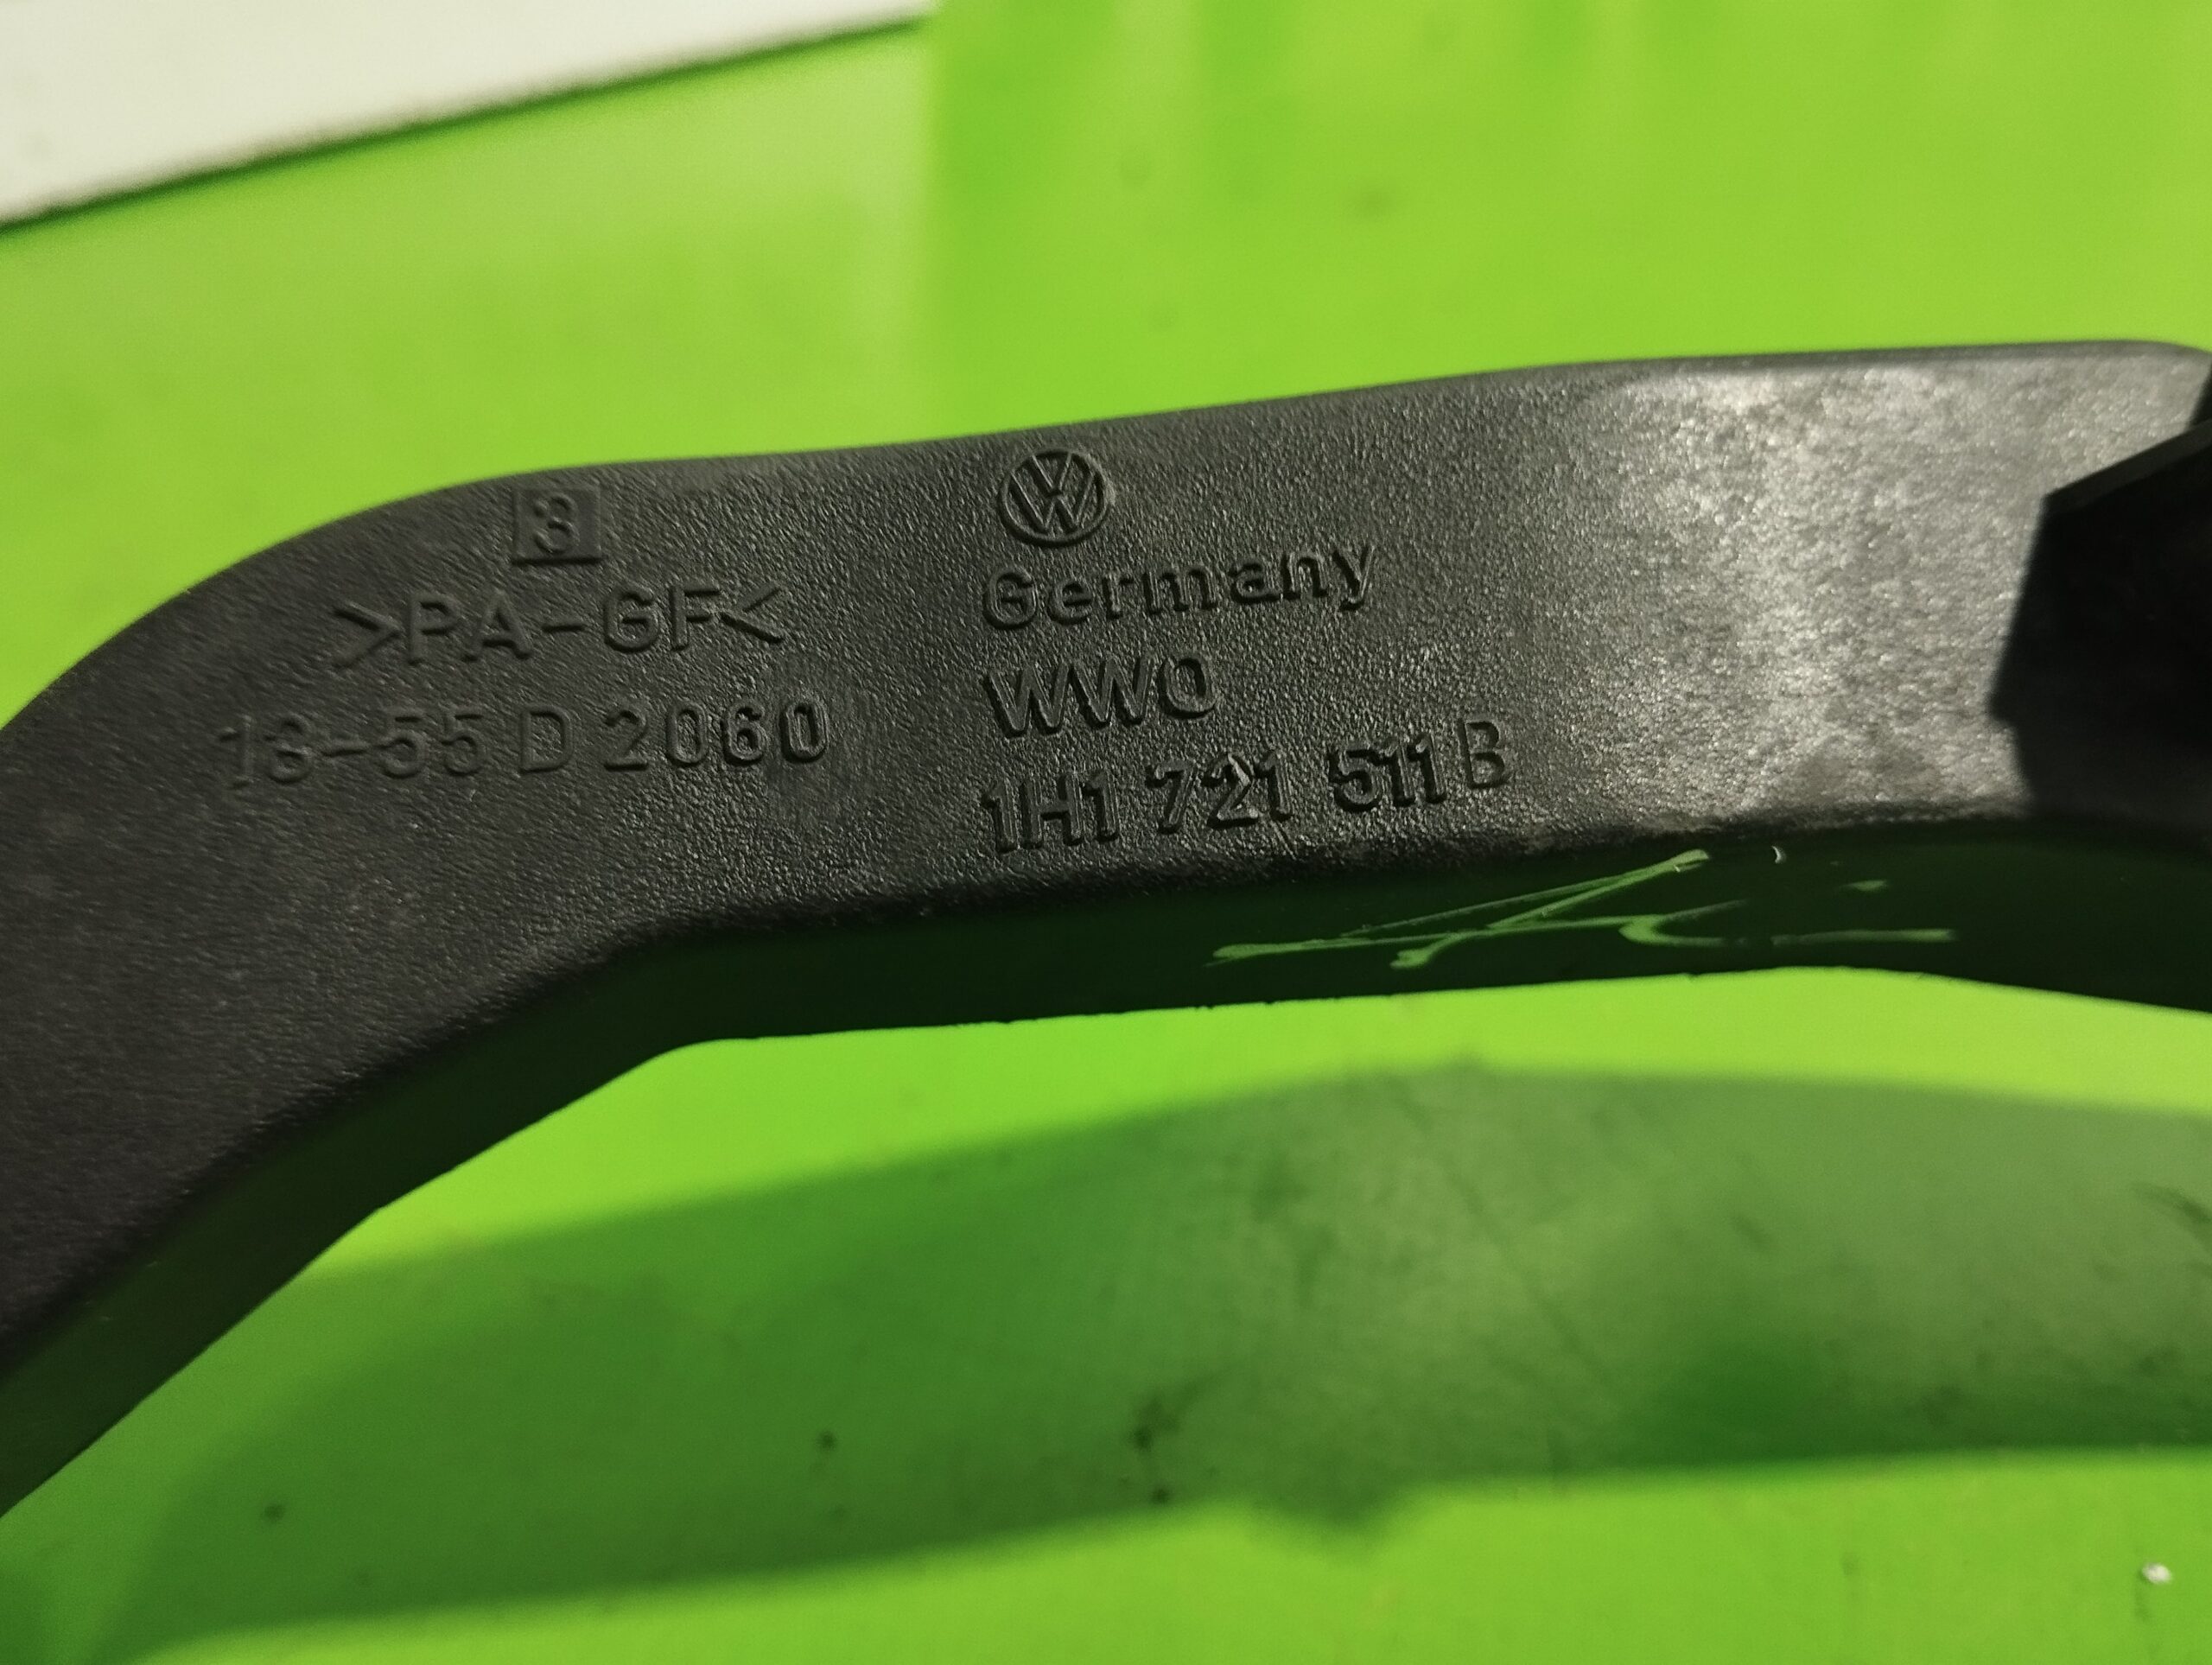 3
>PA-GF<
13-55 D 2060
Germany
WWO
1H1 721 511 B